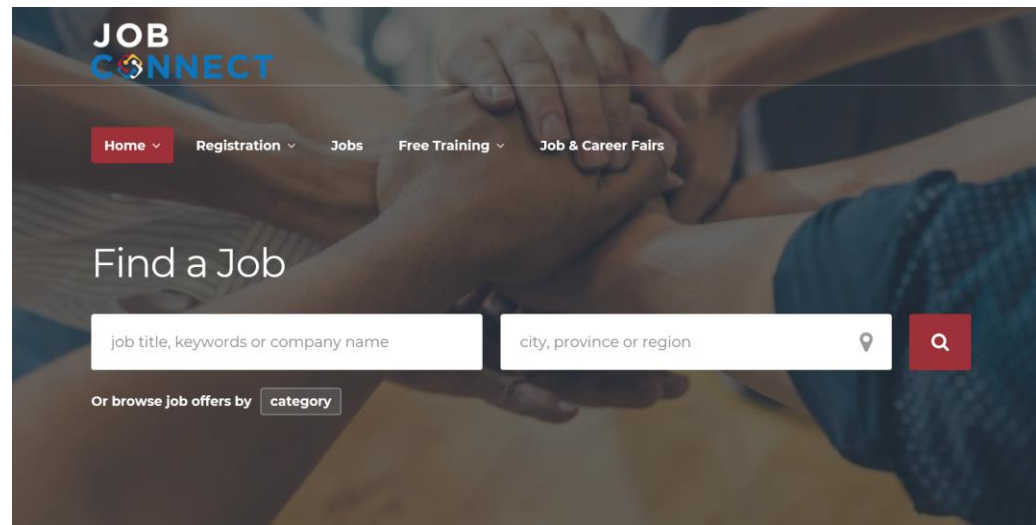 JOB
CONNECT
Home Registration Jobs Free Training Job & Career Fairs
Find a Job
job title, keywords or company name city, province or region
Or browse job offers by category